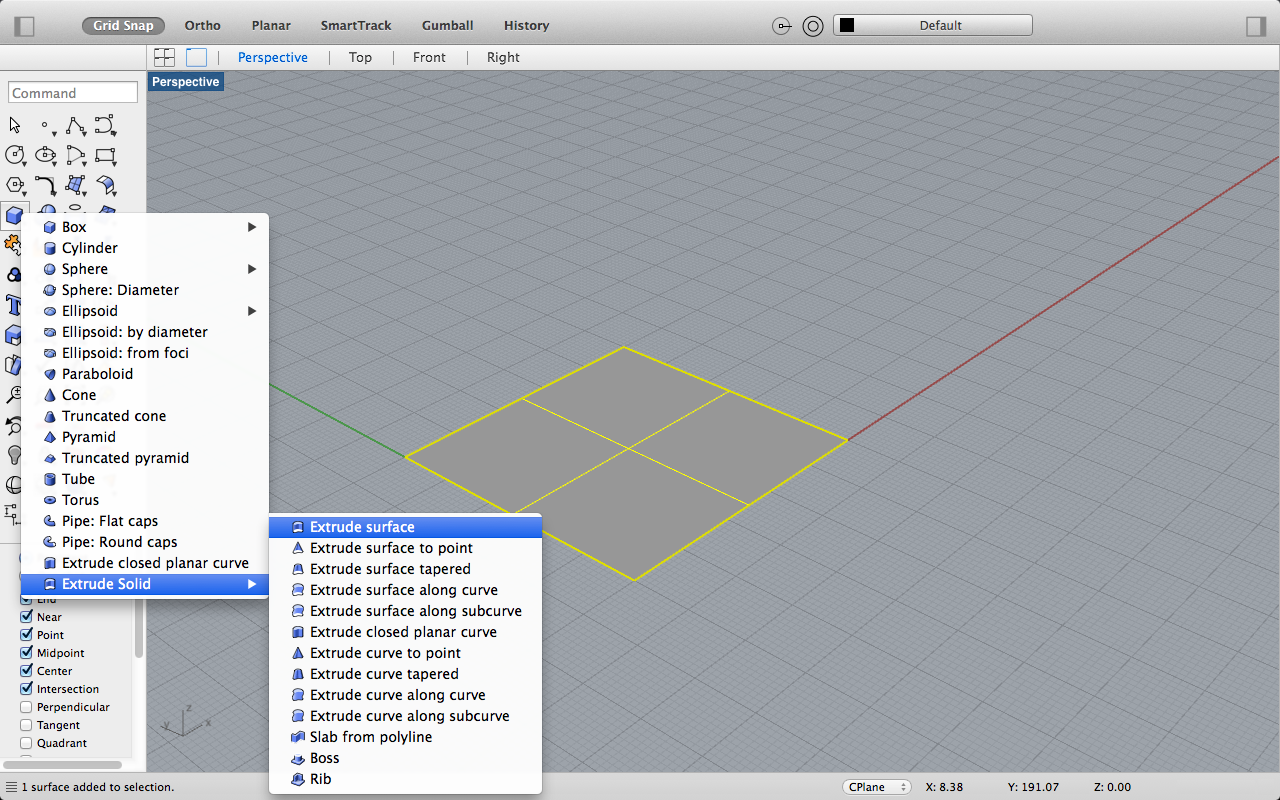 Grid Snap Ortho Planar SmartTrack Gumball History Default
Perspective Top Front Right
Perspective
Command
Box
Cylinder
Sphere
Sphere: Diameter
Ellipsoid
Ellipsoid: by diameter
Ellipsoid: from foci
Paraboloid
Cone
Truncated cone
Pyramid
Truncated pyramid
Tube
Torus
Pipe: Flat caps
Pipe: Round caps
Extrude closed planar curve
Extrude Solid
Extrude surface
Extrude surface to point
Extrude surface tapered
Extrude surface along curve
Extrude surface along subcurve
Extrude closed planar curve
Extrude curve to point
Extrude curve tapered
Extrude curve along curve
Extrude curve along subcurve
Slab from polyline
Boss
Rib
End
Near
Point
Midpoint
Center
Intersection
Perpendicular
Tangent
Quadrant
z
y x
1 surface added to selection. CPlane X: 8.38 Y: 191.07 Z: 0.00